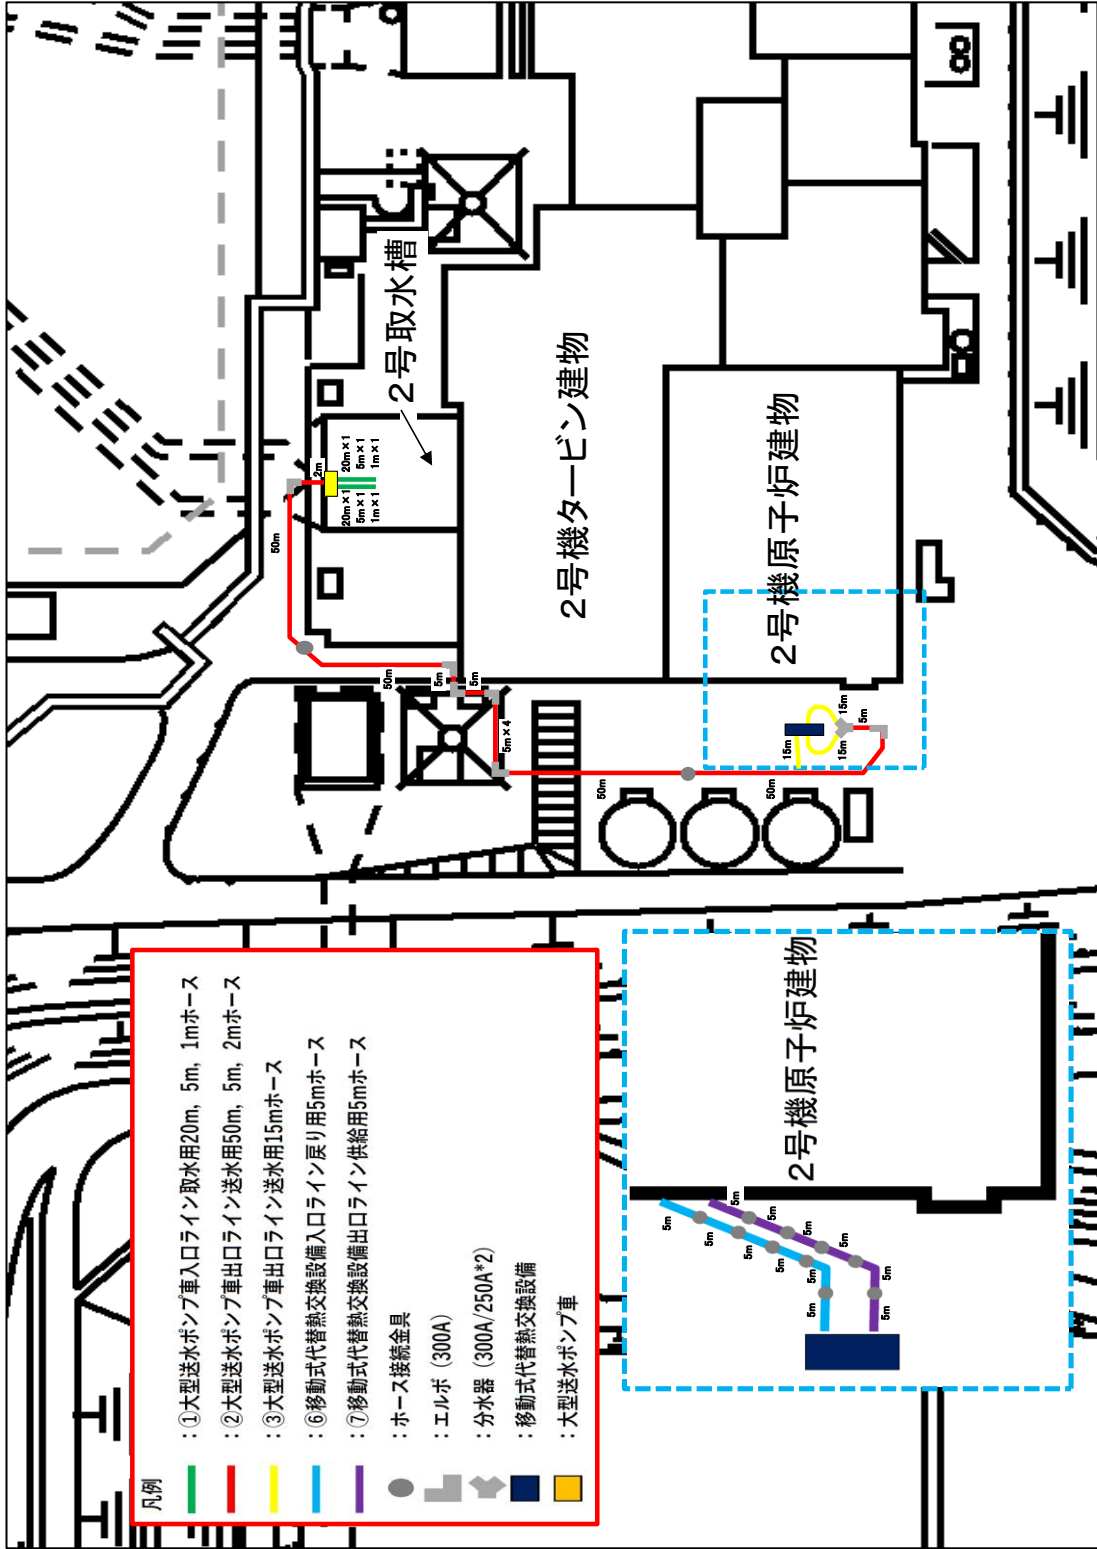 凡例
：①大型送水ポンプ車入口ライン取水用20m，5m，1mホース
：②大型送水ポンプ車出口ライン送水用50m，5m，2mホース
：③大型送水ポンプ車出口ライン送水用15mホース
：⑥移動式代替熱交換設備入口ライン戻り用5mホース
：⑦移動式代替熱交換設備出口ライン供給用5mホース
：ホース接続金具
：エルボ（300A）
：分水器（300A/250A*2）
：移動式代替熱交換設備
：大型送水ポンプ車
2号取水槽
2号機タービン建物
2号機原子炉建物
2m
20m×1
5m×1
1m×1
20m×1
5m×1
1m×1
50m
50m
5m
5m
5m×4
50m
50m
15m
15m
15m
5m
2号機原子炉建物
5m
5m
5m
5m
5m
5m
5m
5m
5m
5m
5m
5m